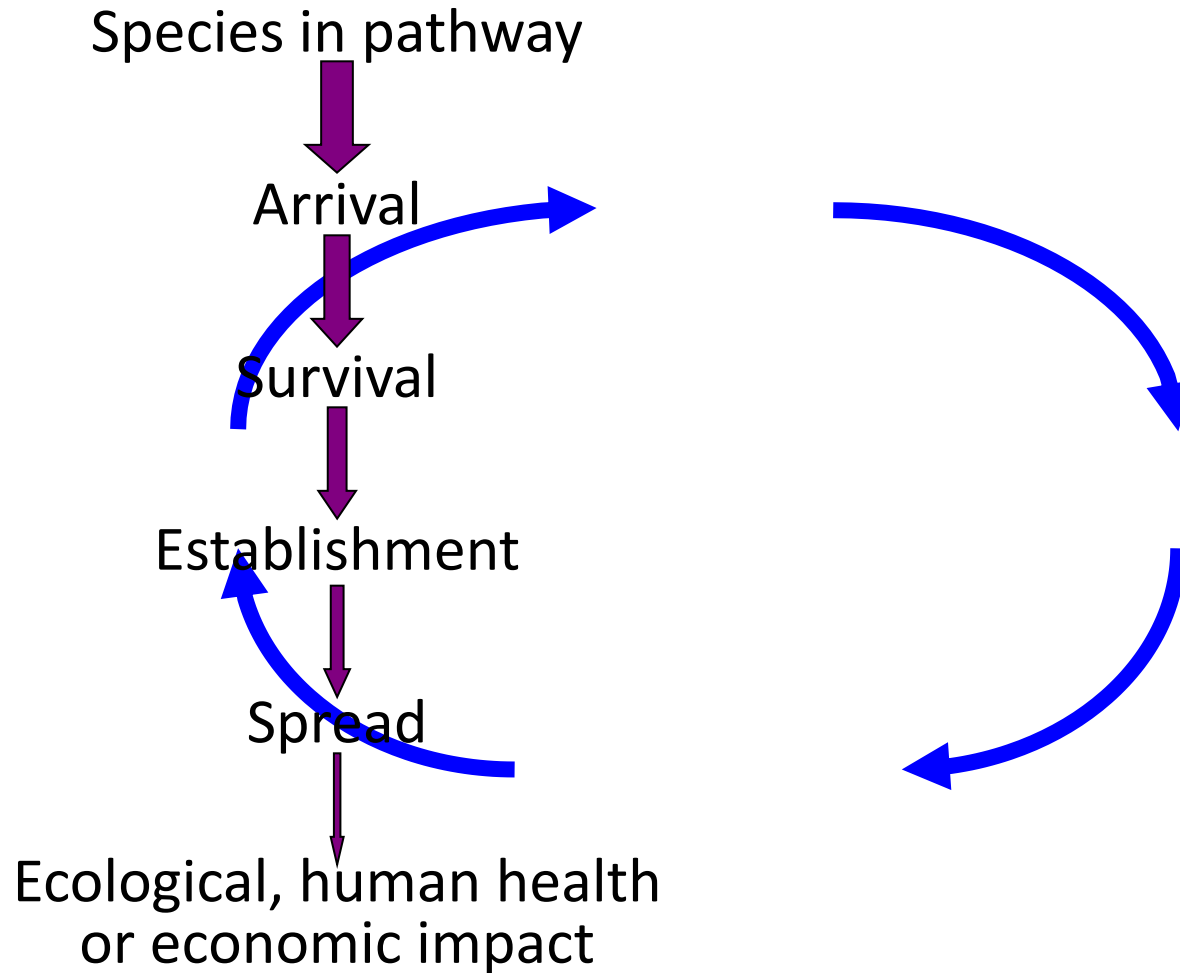 Species in pathway
Arrival
Survival
Establishment
Spread
Ecological, human health
or economic impact